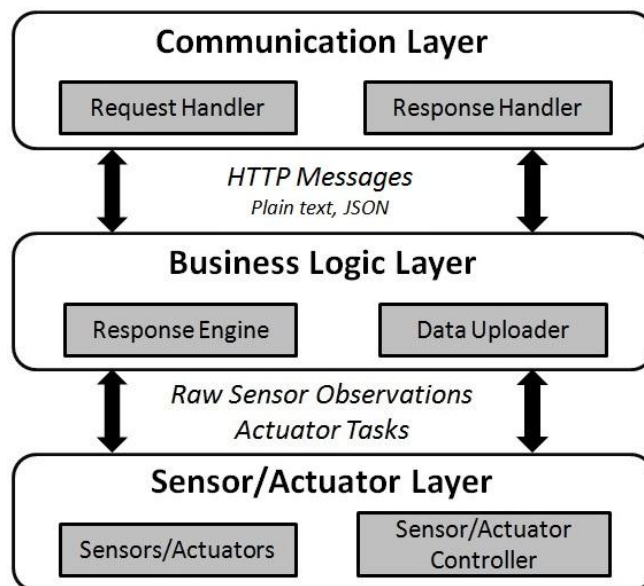 Communication Layer
Request Handler
Response Handler
HTTP Messages
Plain text, JSON
Business Logic Layer
Response Engine
Data Uploader
Raw Sensor Observations
Actuator Tasks
Sensor/Actuator Layer
Sensors/Actuators
Sensor/Actuator
Controller